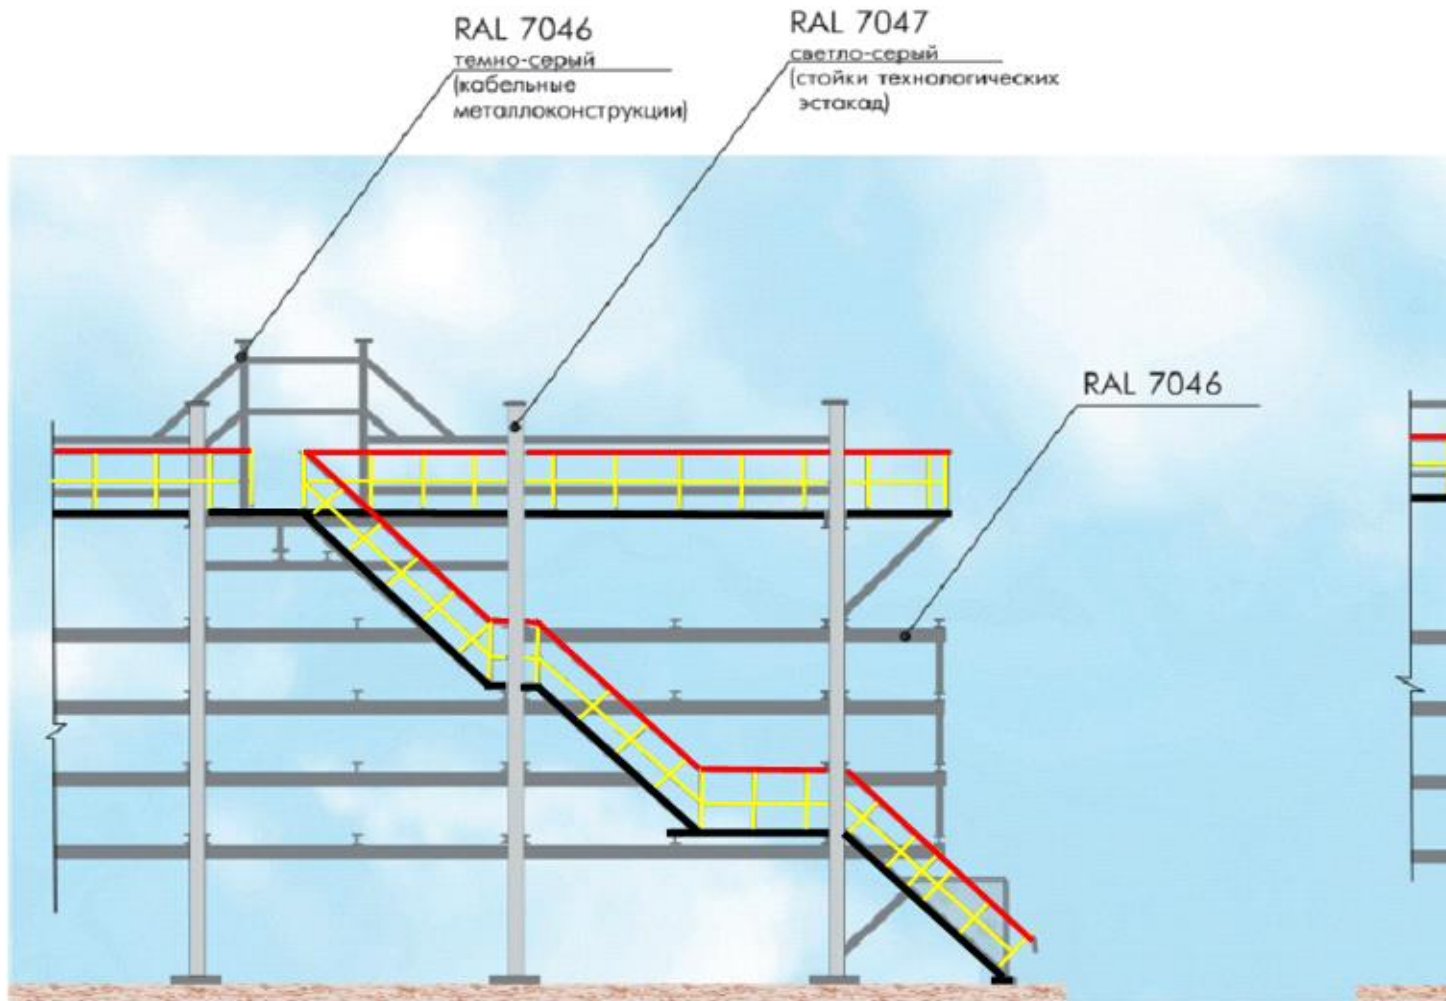 RAL 7046
темно-серый
(кабельные
металлоконструкции)
RAL 7047
светло-серый
(стойки технологических
эстакад)
RAL 7046